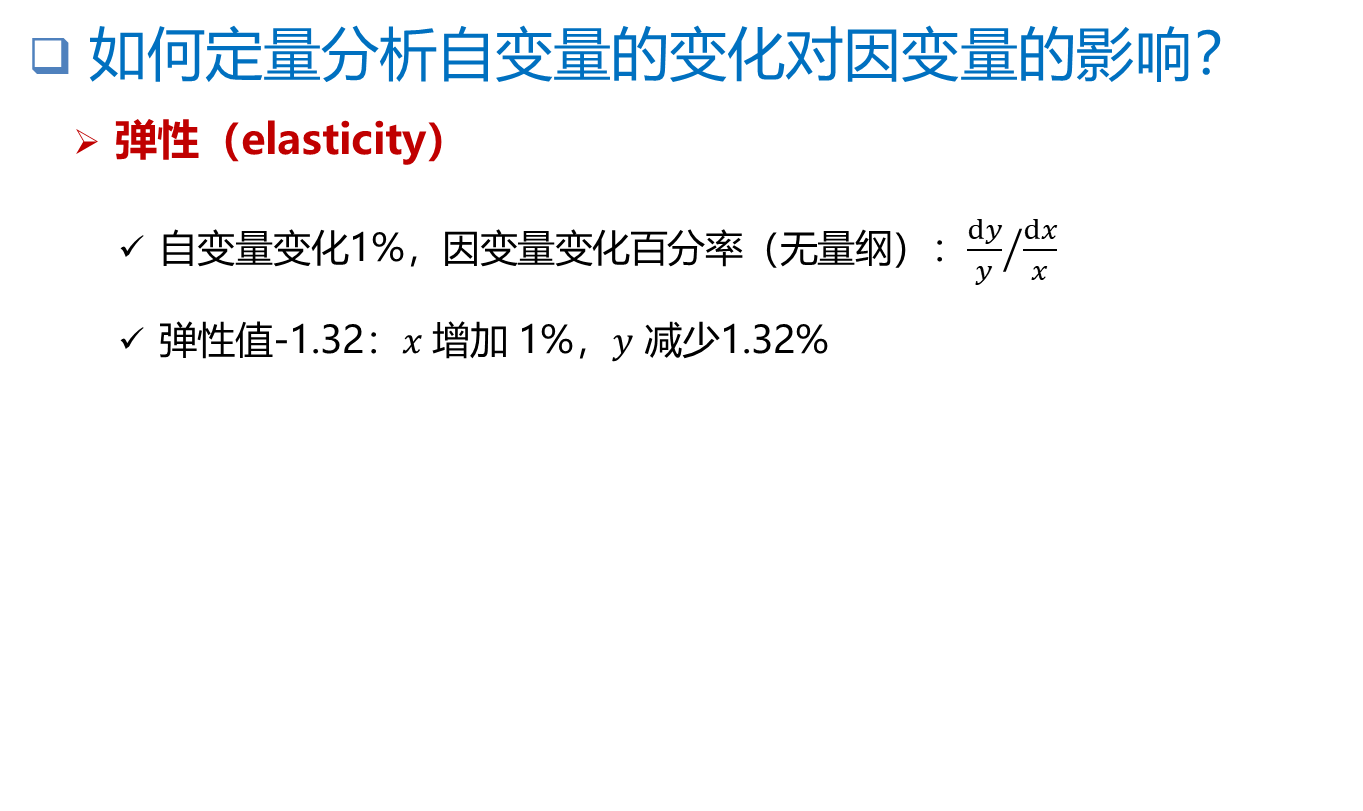 如何定量分析自变量的变化对因变量的影响？
弹性（elasticity）
自变量变化1%，因变量变化百分率（无量纲）：dy/y / dx/x
弹性值-1.32：x 增加 1%，y 减少1.32%